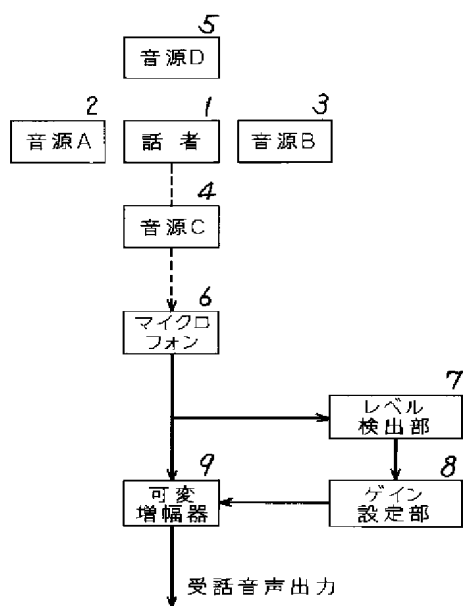 5
音源D
2
1
3
音源A
話者
音源B
4
音源C
6
マイクロ
フォン
7
レベル
検出部
9
8
可変
増幅器
ゲイン
設定部
受話音声出力